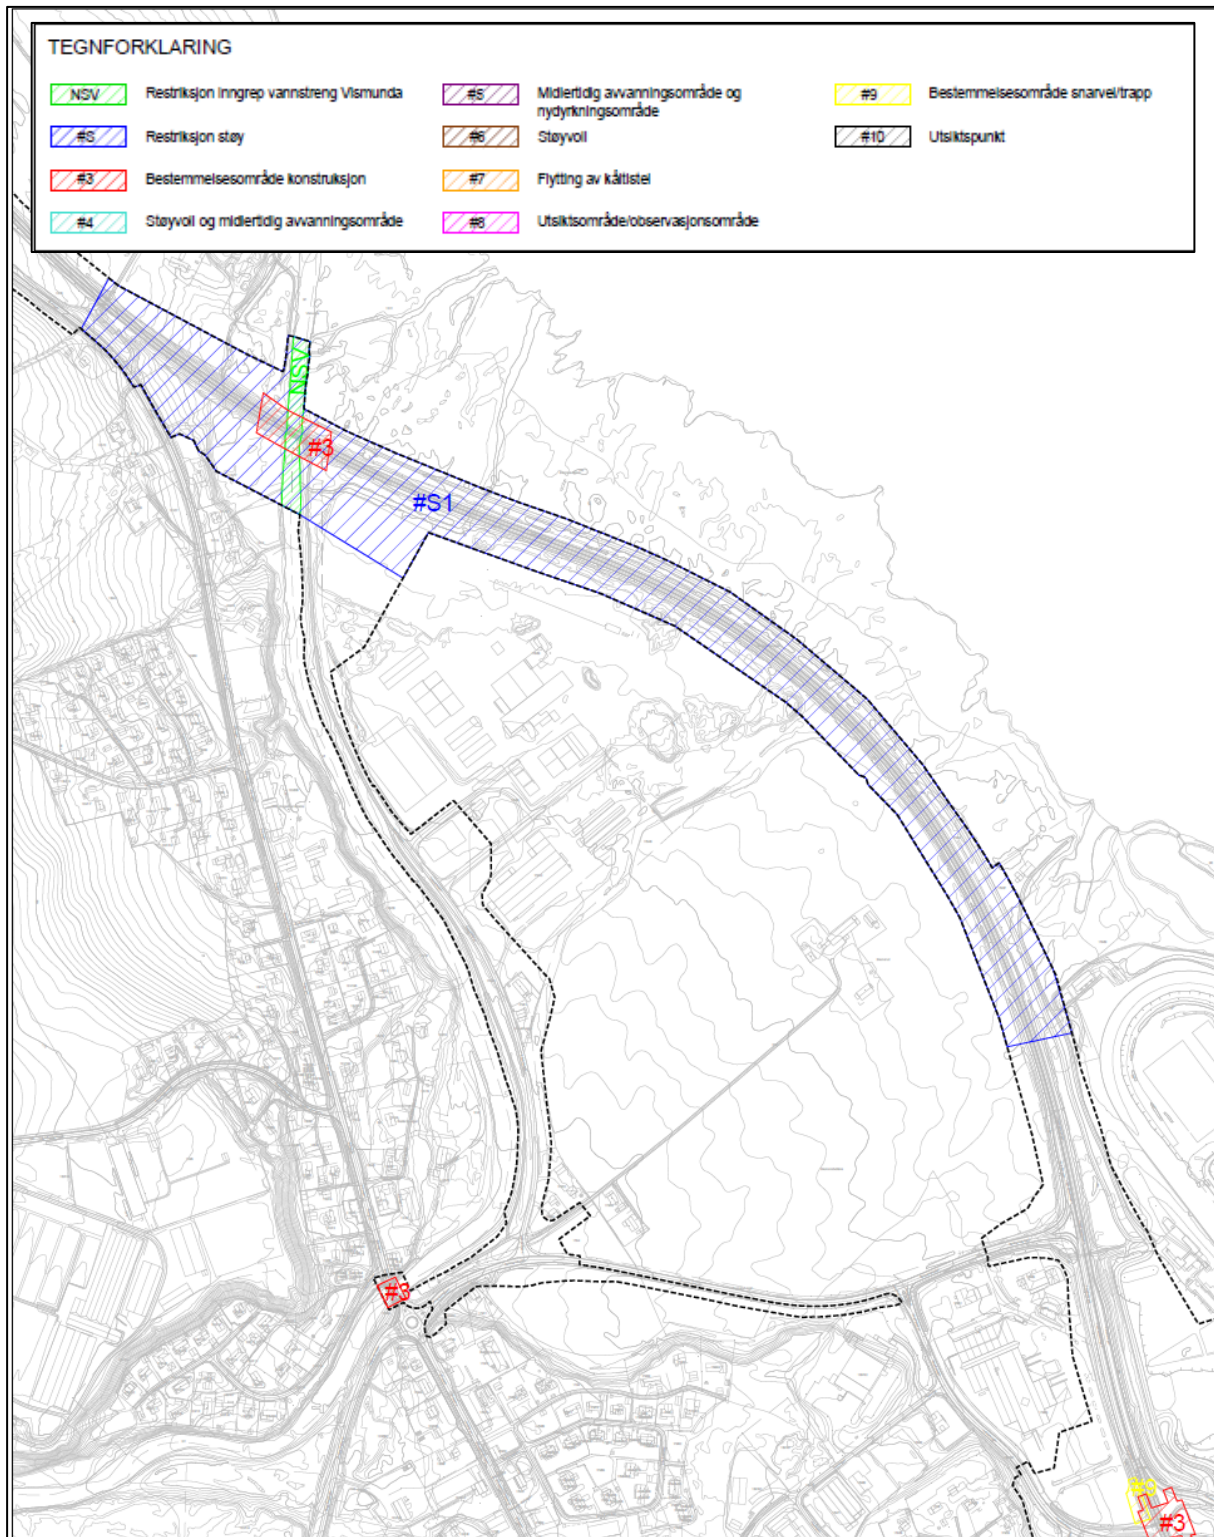 TEGNFORKLARING
NSV Restriksjon inngrep vannstreng Vismunda
#S Restriksjon støy
#3 Bestemmelsesområde konstruksjon
#4 Støyvoll og midlertidig avvanningsområde
#5 Midlertidig avvanningsområde og
nydyrkningsområde
#6 Støyvoll
#7 Flytting av kåltistel
#8 Utsiktsområde/observasjonsområde
#9 Bestemmelsesområde snarvei/trapp
#10 Utsiktspunkt
NSV
#3
#S1
#3
#9
#3